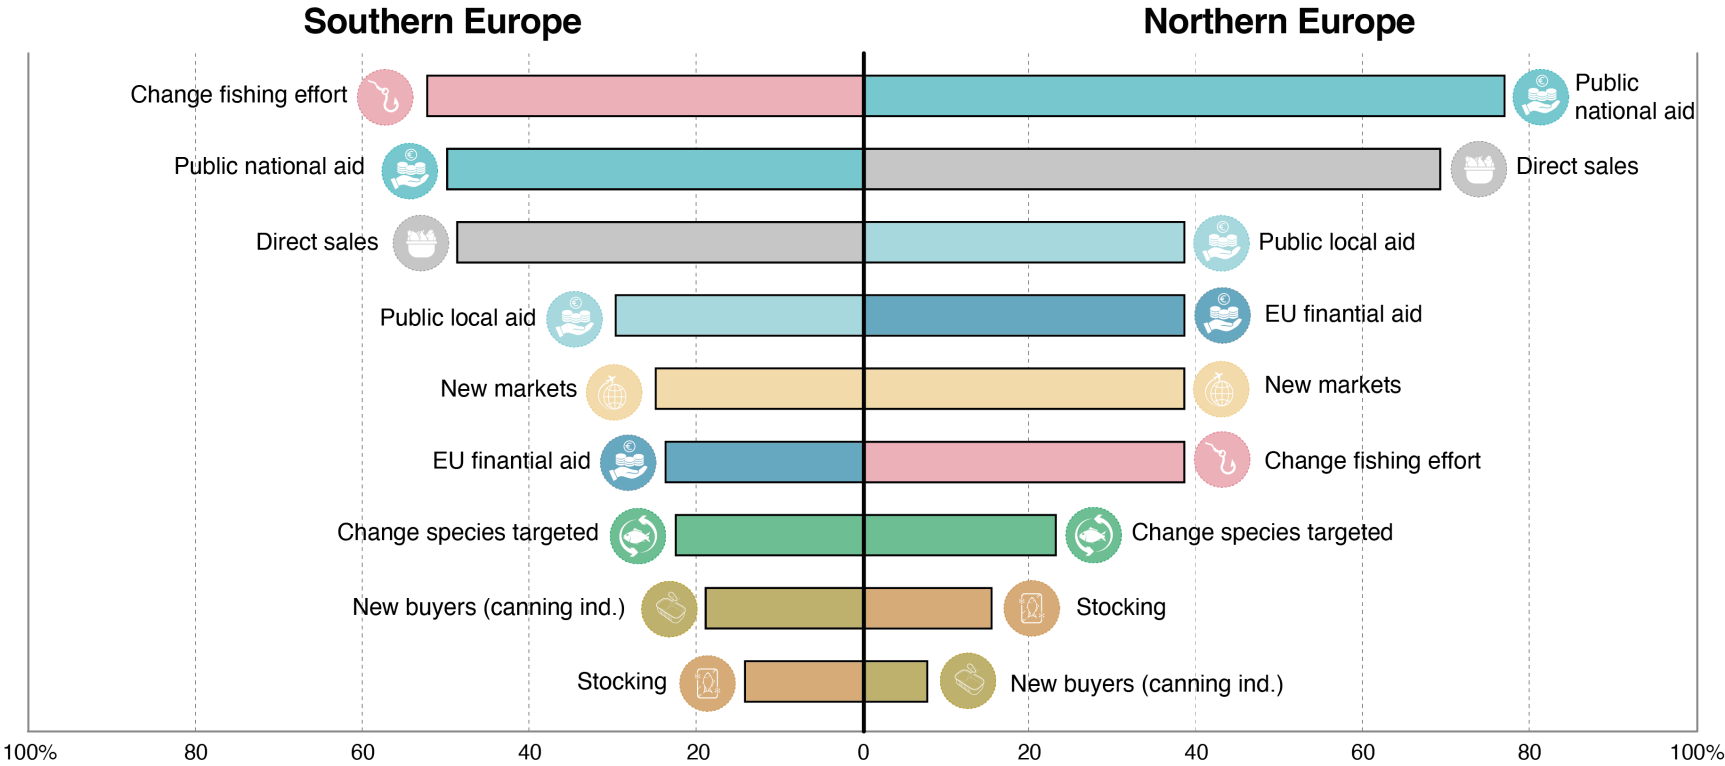 Southern Europe
Northern Europe
Change fishing effort
Public
national aid
Public national aid
Direct sales
Direct sales
Public local aid
Public local aid
EU finantial aid
New markets
New markets
EU finantial aid
Change fishing effort
Change species targeted
Change species targeted
New buyers (canning ind.)
Stocking
Stocking
New buyers (canning ind.)
100% 80 60 40 20 0 20 40 60 80 100%